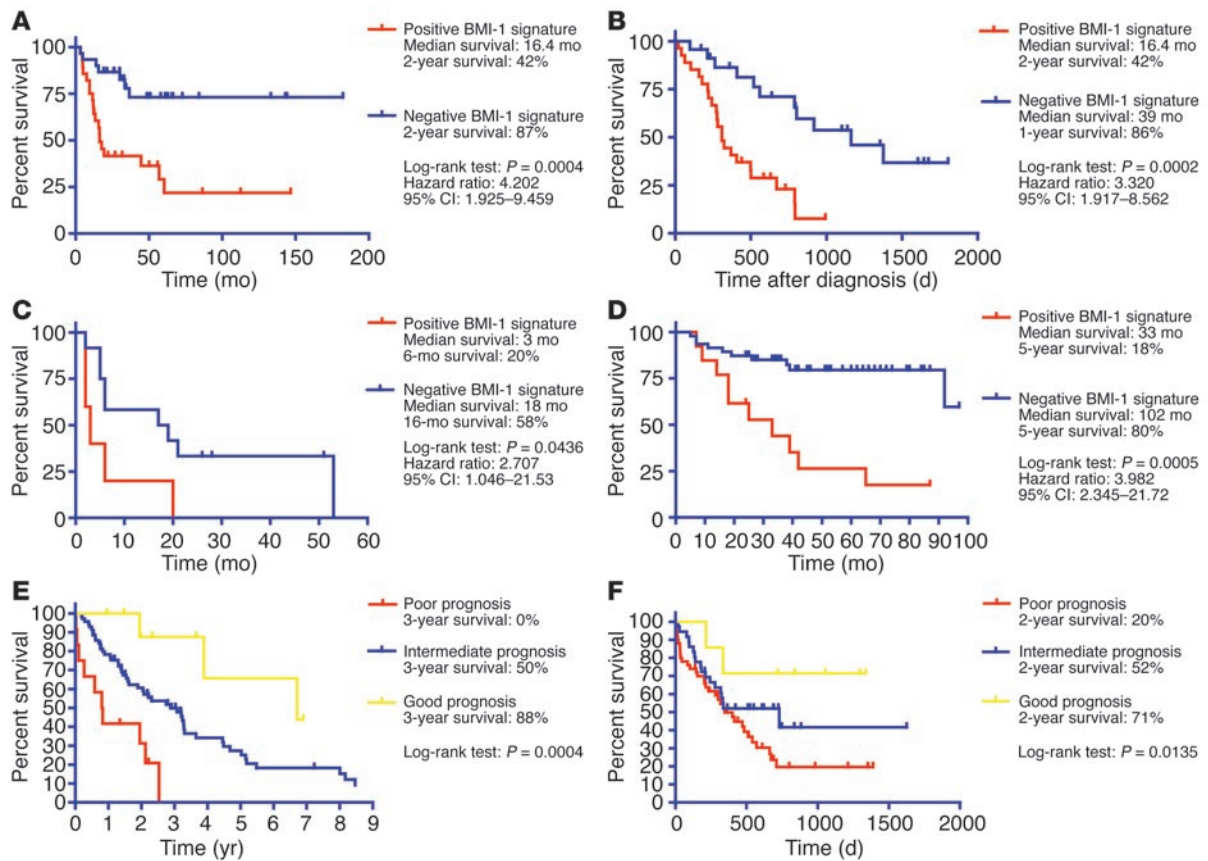 A
Percent survival
100
75
50
25
0
0 50 100 150 200
Time (mo)
Positive BMI-1 signature
Median survival: 16.4 mo
2-year survival: 42%
Negative BMI-1 signature
2-year survival: 87%
Log-rank test: P = 0.0004
Hazard ratio: 4.202
95% CI: 1.925–9.459
B
Percent survival
100
75
50
25
0
0 500 1000 1500 2000
Time after diagnosis (d)
Positive BMI-1 signature
Median survival: 16.4 mo
2-year survival: 42%
Negative BMI-1 signature
Median survival: 39 mo
1-year survival: 86%
Log-rank test: P = 0.0002
Hazard ratio: 3.320
95% CI: 1.917–8.562
C
Percent survival
100
75
50
25
0
0 10 20 30 40 50 60
Time (mo)
Positive BMI-1 signature
Median survival: 3 mo
6-mo survival: 20%
Negative BMI-1 signature
Median survival: 18 mo
16-mo survival: 58%
Log-rank test: P = 0.0436
Hazard ratio: 2.707
95% CI: 1.046–21.53
D
Percent survival
100
75
50
25
0
0 10 20 30 40 50 60 70 80 90 100
Time (mo)
Positive BMI-1 signature
Median survival: 33 mo
5-year survival: 18%
Negative BMI-1 signature
Median survival: 102 mo
5-year survival: 80%
Log-rank test: P = 0.0005
Hazard ratio: 3.982
95% CI: 2.345–21.72
E
Percent survival
100
90
80
70
60
50
40
30
20
10
0
0 1 2 3 4 5 6 7 8 9
Time (yr)
Poor prognosis
3-year survival: 0%
Intermediate prognosis
3-year survival: 50%
Good prognosis
3-year survival: 88%
Log-rank test: P = 0.0004
F
Percent survival
100
90
80
70
60
50
40
30
20
10
0
0 500 1000 1500 2000
Time (d)
Poor prognosis
2-year survival: 20%
Intermediate prognosis
2-year survival: 52%
Good prognosis
2-year survival: 71%
Log-rank test: P = 0.0135